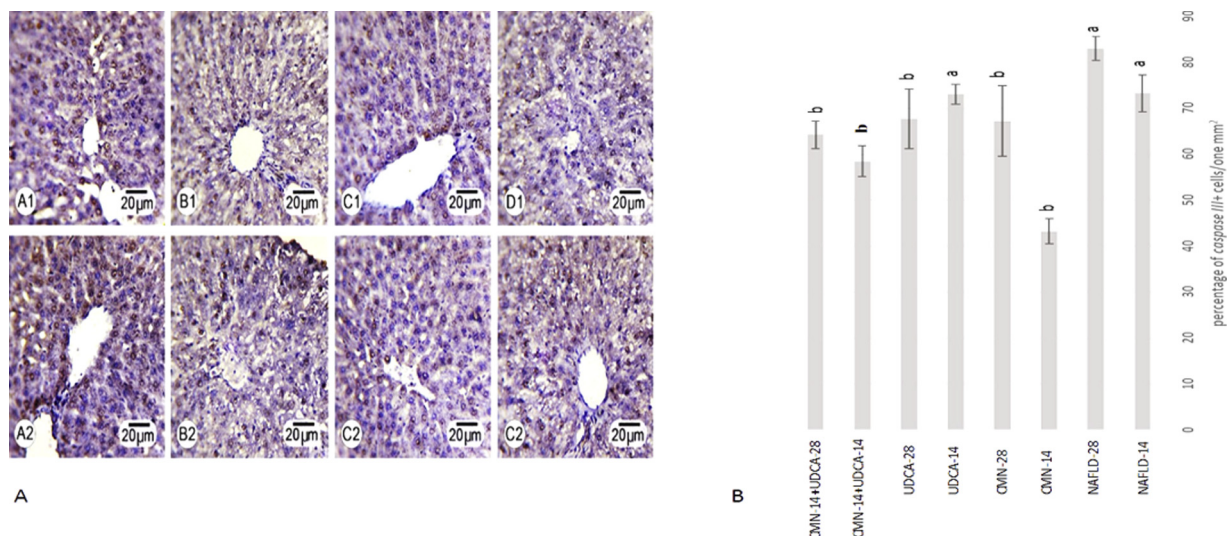 A1
20µm
B1
20µm
C1
20µm
D1
20µm
A2
20µm
B2
20µm
C2
20µm
C2
20µm
A
b
b
b
a
b
b
a
a
90
80
70
60
50
40
30
20
10
0
percentage of caspase III+ cells/one mm²
CMN-14+UDCA-28
CMN-14+UDCA-14
UDCA-28
UDCA-14
CMN-28
CMN-14
NAFLD-28
NAFLD-14
B